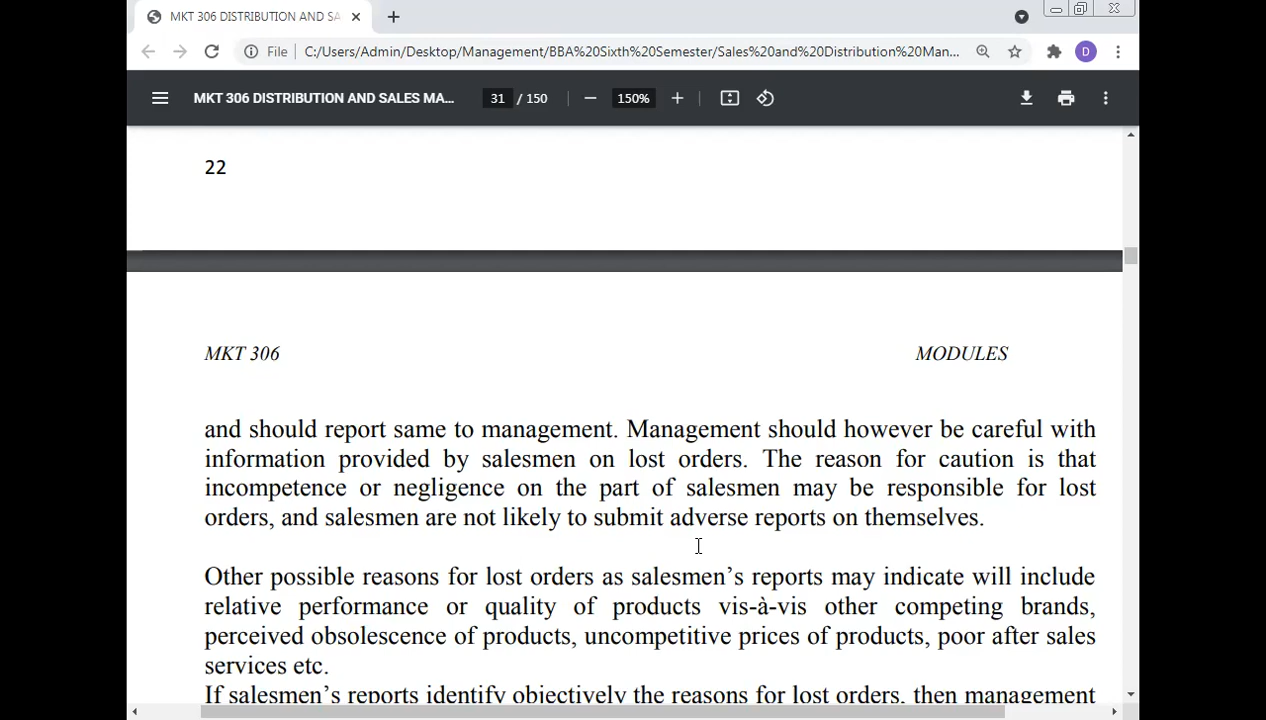 MKT 306 DISTRIBUTION AND SA
File C:/Users/Admin/Desktop/Management/BBA%20Sixth%20Semester/Sales%20and%20Distribution%20Man...
D
MKT 306 DISTRIBUTION AND SALES MA...
31 / 150
150%
22
MKT 306 MODULES
and should report same to management. Management should however be careful with
information provided by salesmen on lost orders. The reason for caution is that
incompetence or negligence on the part of salesmen may be responsible for lost
orders, and salesmen are not likely to submit adverse reports on themselves.
Other possible reasons for lost orders as salesmen’s reports may indicate will include
relative performance or quality of products vis-à-vis other competing brands,
perceived obsolescence of products, uncompetitive prices of products, poor after sales
services etc.
If salesmen’s reports identify objectively the reasons for lost orders, then management